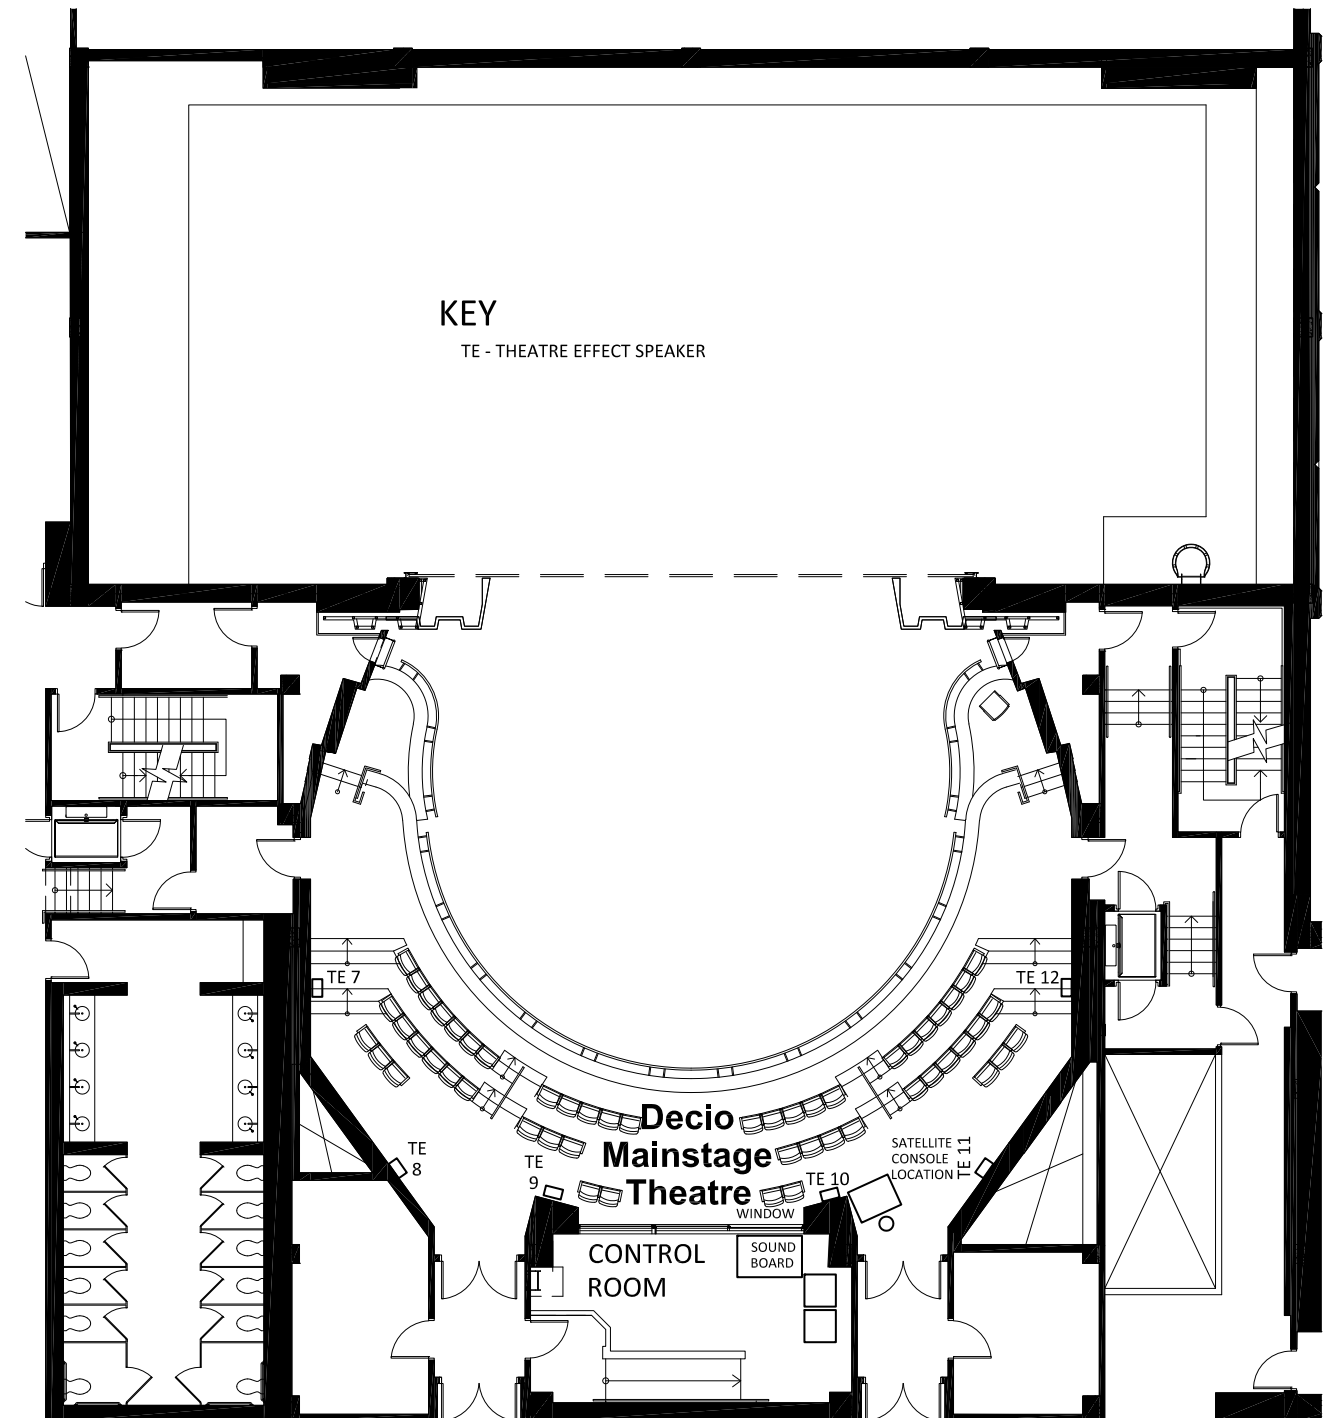 KEY
TE - THEATRE EFFECT SPEAKER
TE 7
TE 12
Decio
Mainstage
Theatre
TE
8
TE
9
TE 10
SATELLITE
CONSOLE
LOCATION
TE 11
WINDOW
CONTROL
ROOM
SOUND
BOARD